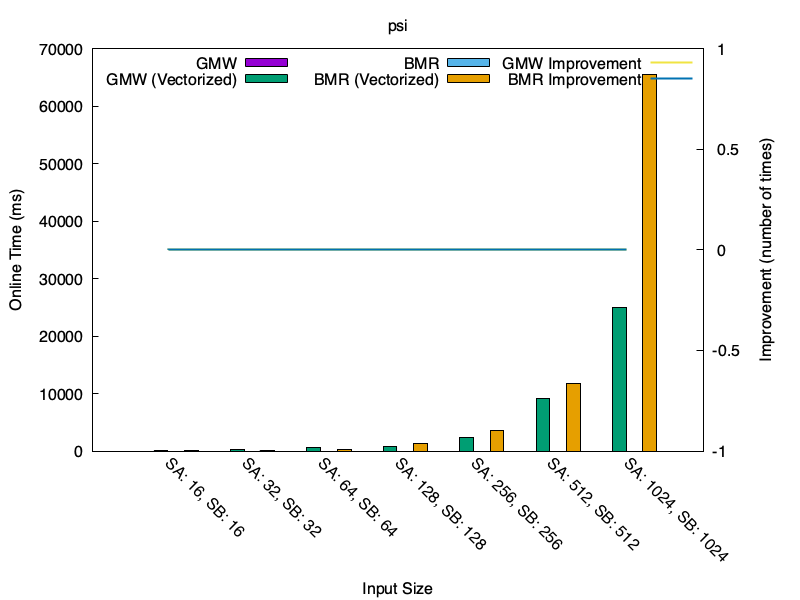 psi
GMW
GMW (Vectorized)
BMR
BMR (Vectorized)
GMW Improvement
BMR Improvement
Online Time (ms)
70000
60000
50000
40000
30000
20000
10000
0
1
0.5
0
-0.5
-1
Improvement (number of times)
SA: 16, SB: 16
SA: 32, SB: 32
SA: 64, SB: 64
SA: 128, SB: 128
SA: 256, SB: 256
SA: 512, SB: 512
SA: 1024, SB: 1024
Input Size